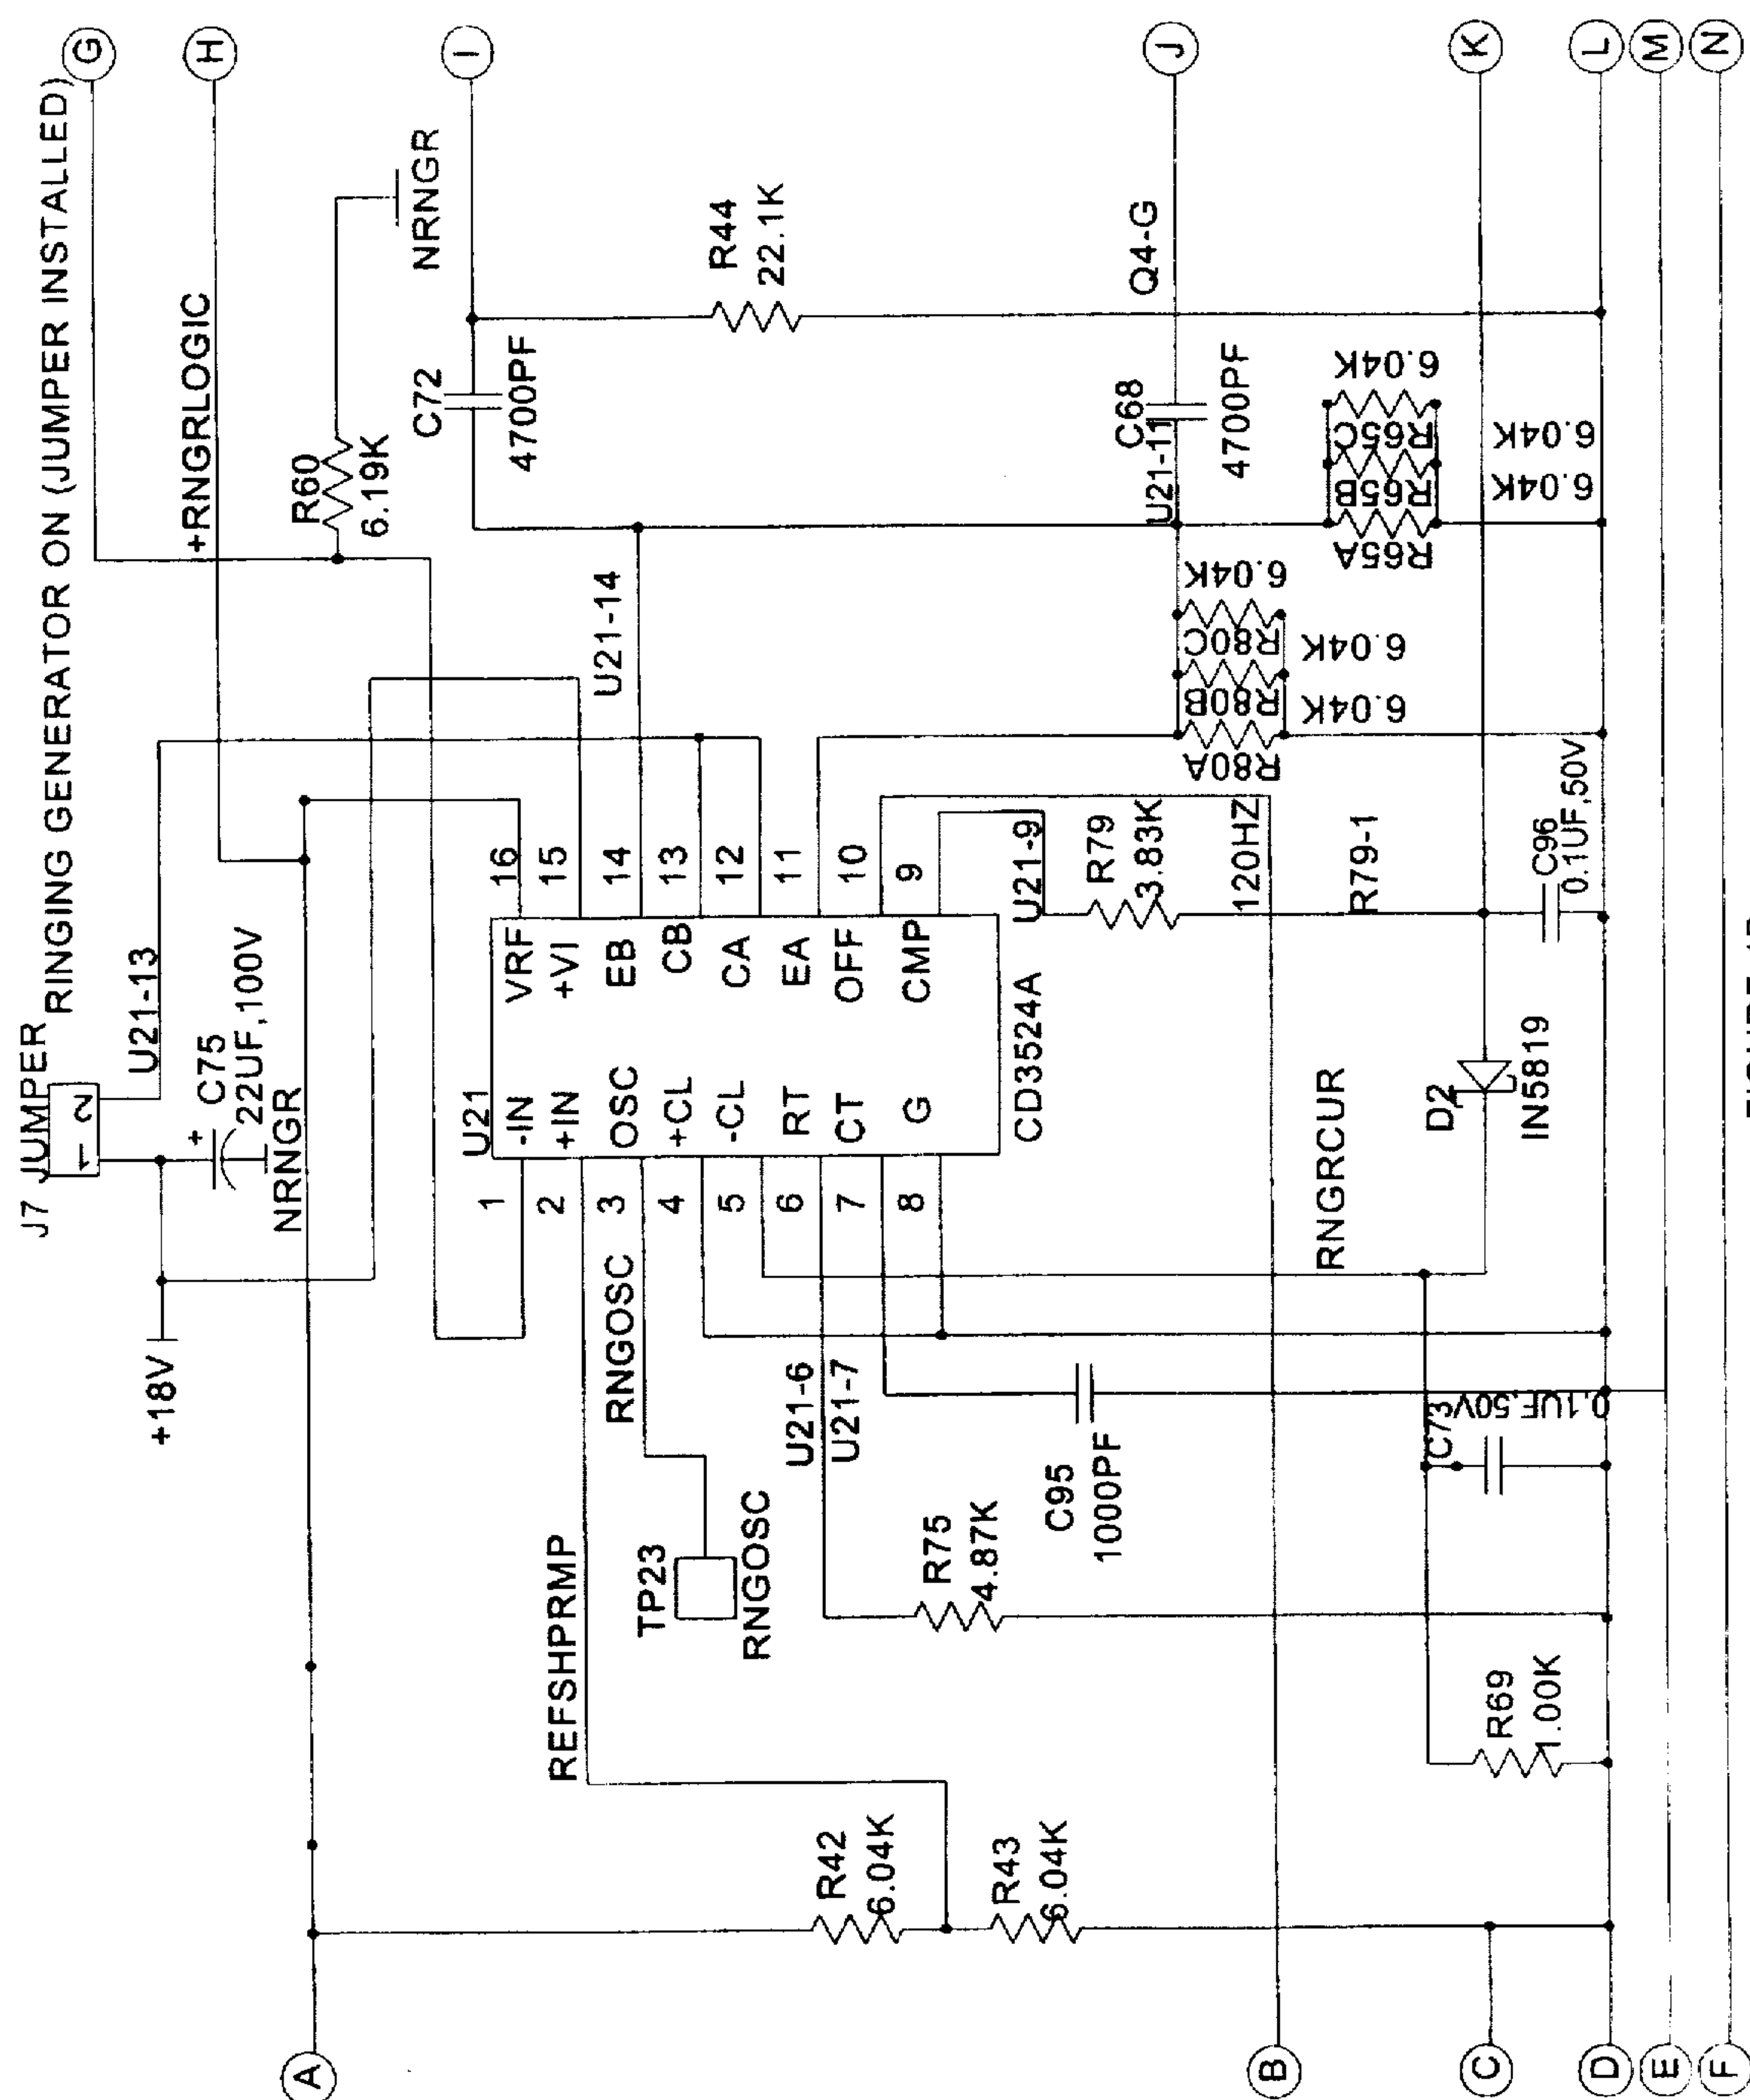 J7 JUMPER
RINGING GENERATOR ON (JUMPER INSTALLED)
1 2
U21-13
+18V
C75
+
22UF,100V
NRNGR
+RNGRLOGIC
R60
6.19K
NRNGR
C72
4700PF
R44
22.1K
U21
CD3524A
-IN
+IN
OSC
+CL
-CL
RT
CT
G
VRF
+VI
EB
CB
CA
EA
OFF
CMP
1
2
3
4
5
6
7
8
16
15
14
13
12
11
10
9
U21-14
REFSHPRMP
RNGOSC
TP23
RNGOSC
U21-6
U21-7
R75
4.87K
C95
1000PF
R42
6.04K
R43
6.04K
R69
1.00K
C73
0.1UF,50V
RNGRCUR
D2
IN5819
U21-9
R79
3.83K
120HZ
R79-1
C96
0.1UF,50V
R80A
R80B
R80C
6.04K
6.04K
6.04K
U21-11
C68
4700PF
Q4-G
R65A
R65B
R65C
6.04K
6.04K
6.04K
A
B
C
D
E
F
G
H
I
J
K
L
M
N